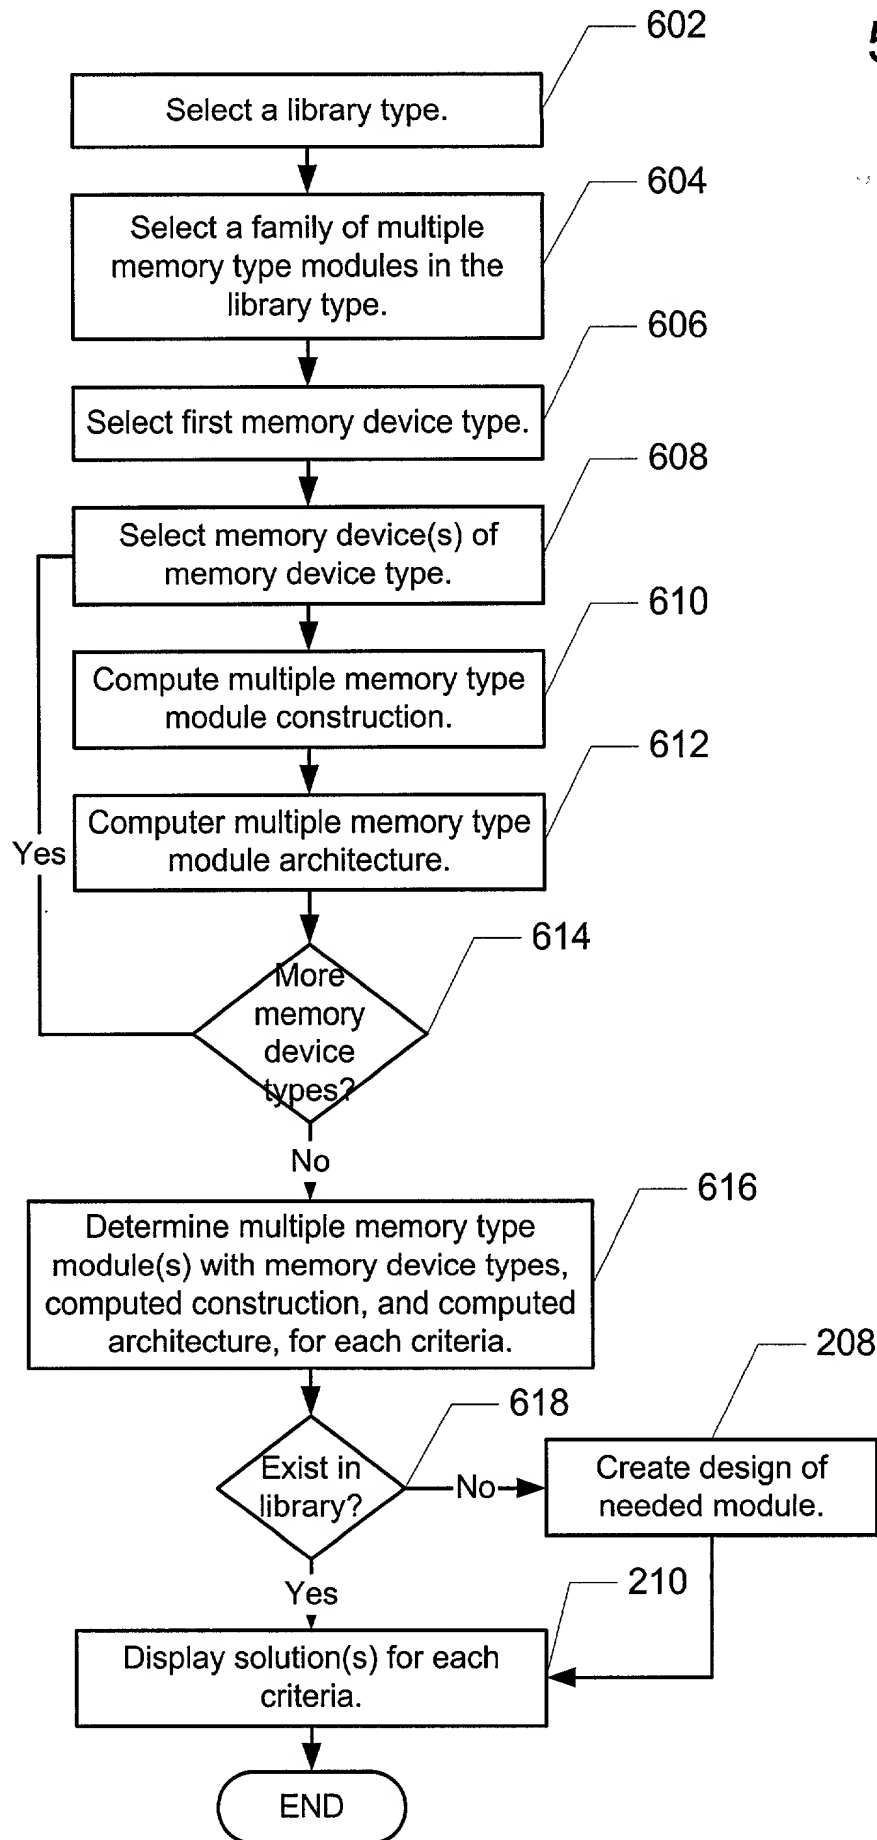 602
Select a library type.
604
Select a family of multiple
memory type modules in the
library type.
606
Select first memory device type.
608
Select memory device(s) of
memory device type.
610
Compute multiple memory type
module construction.
612
Computer multiple memory type
module architecture.
Yes
614
More
memory
device
types?
No
616
Determine multiple memory type
module(s) with memory device types,
computed construction, and computed
architecture, for each criteria.
208
618
Exist in
library?
No
Create design of
needed module.
Yes
210
Display solution(s) for each
criteria.
END